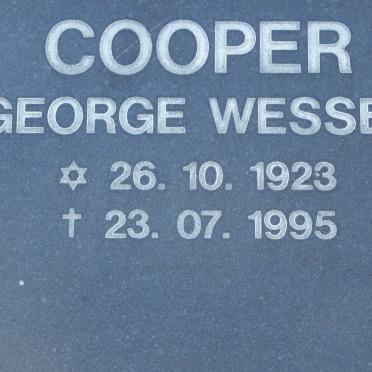 COOPER
GEORGE WESSE
✡ 26. 10. 1923
† 23. 07. 1995